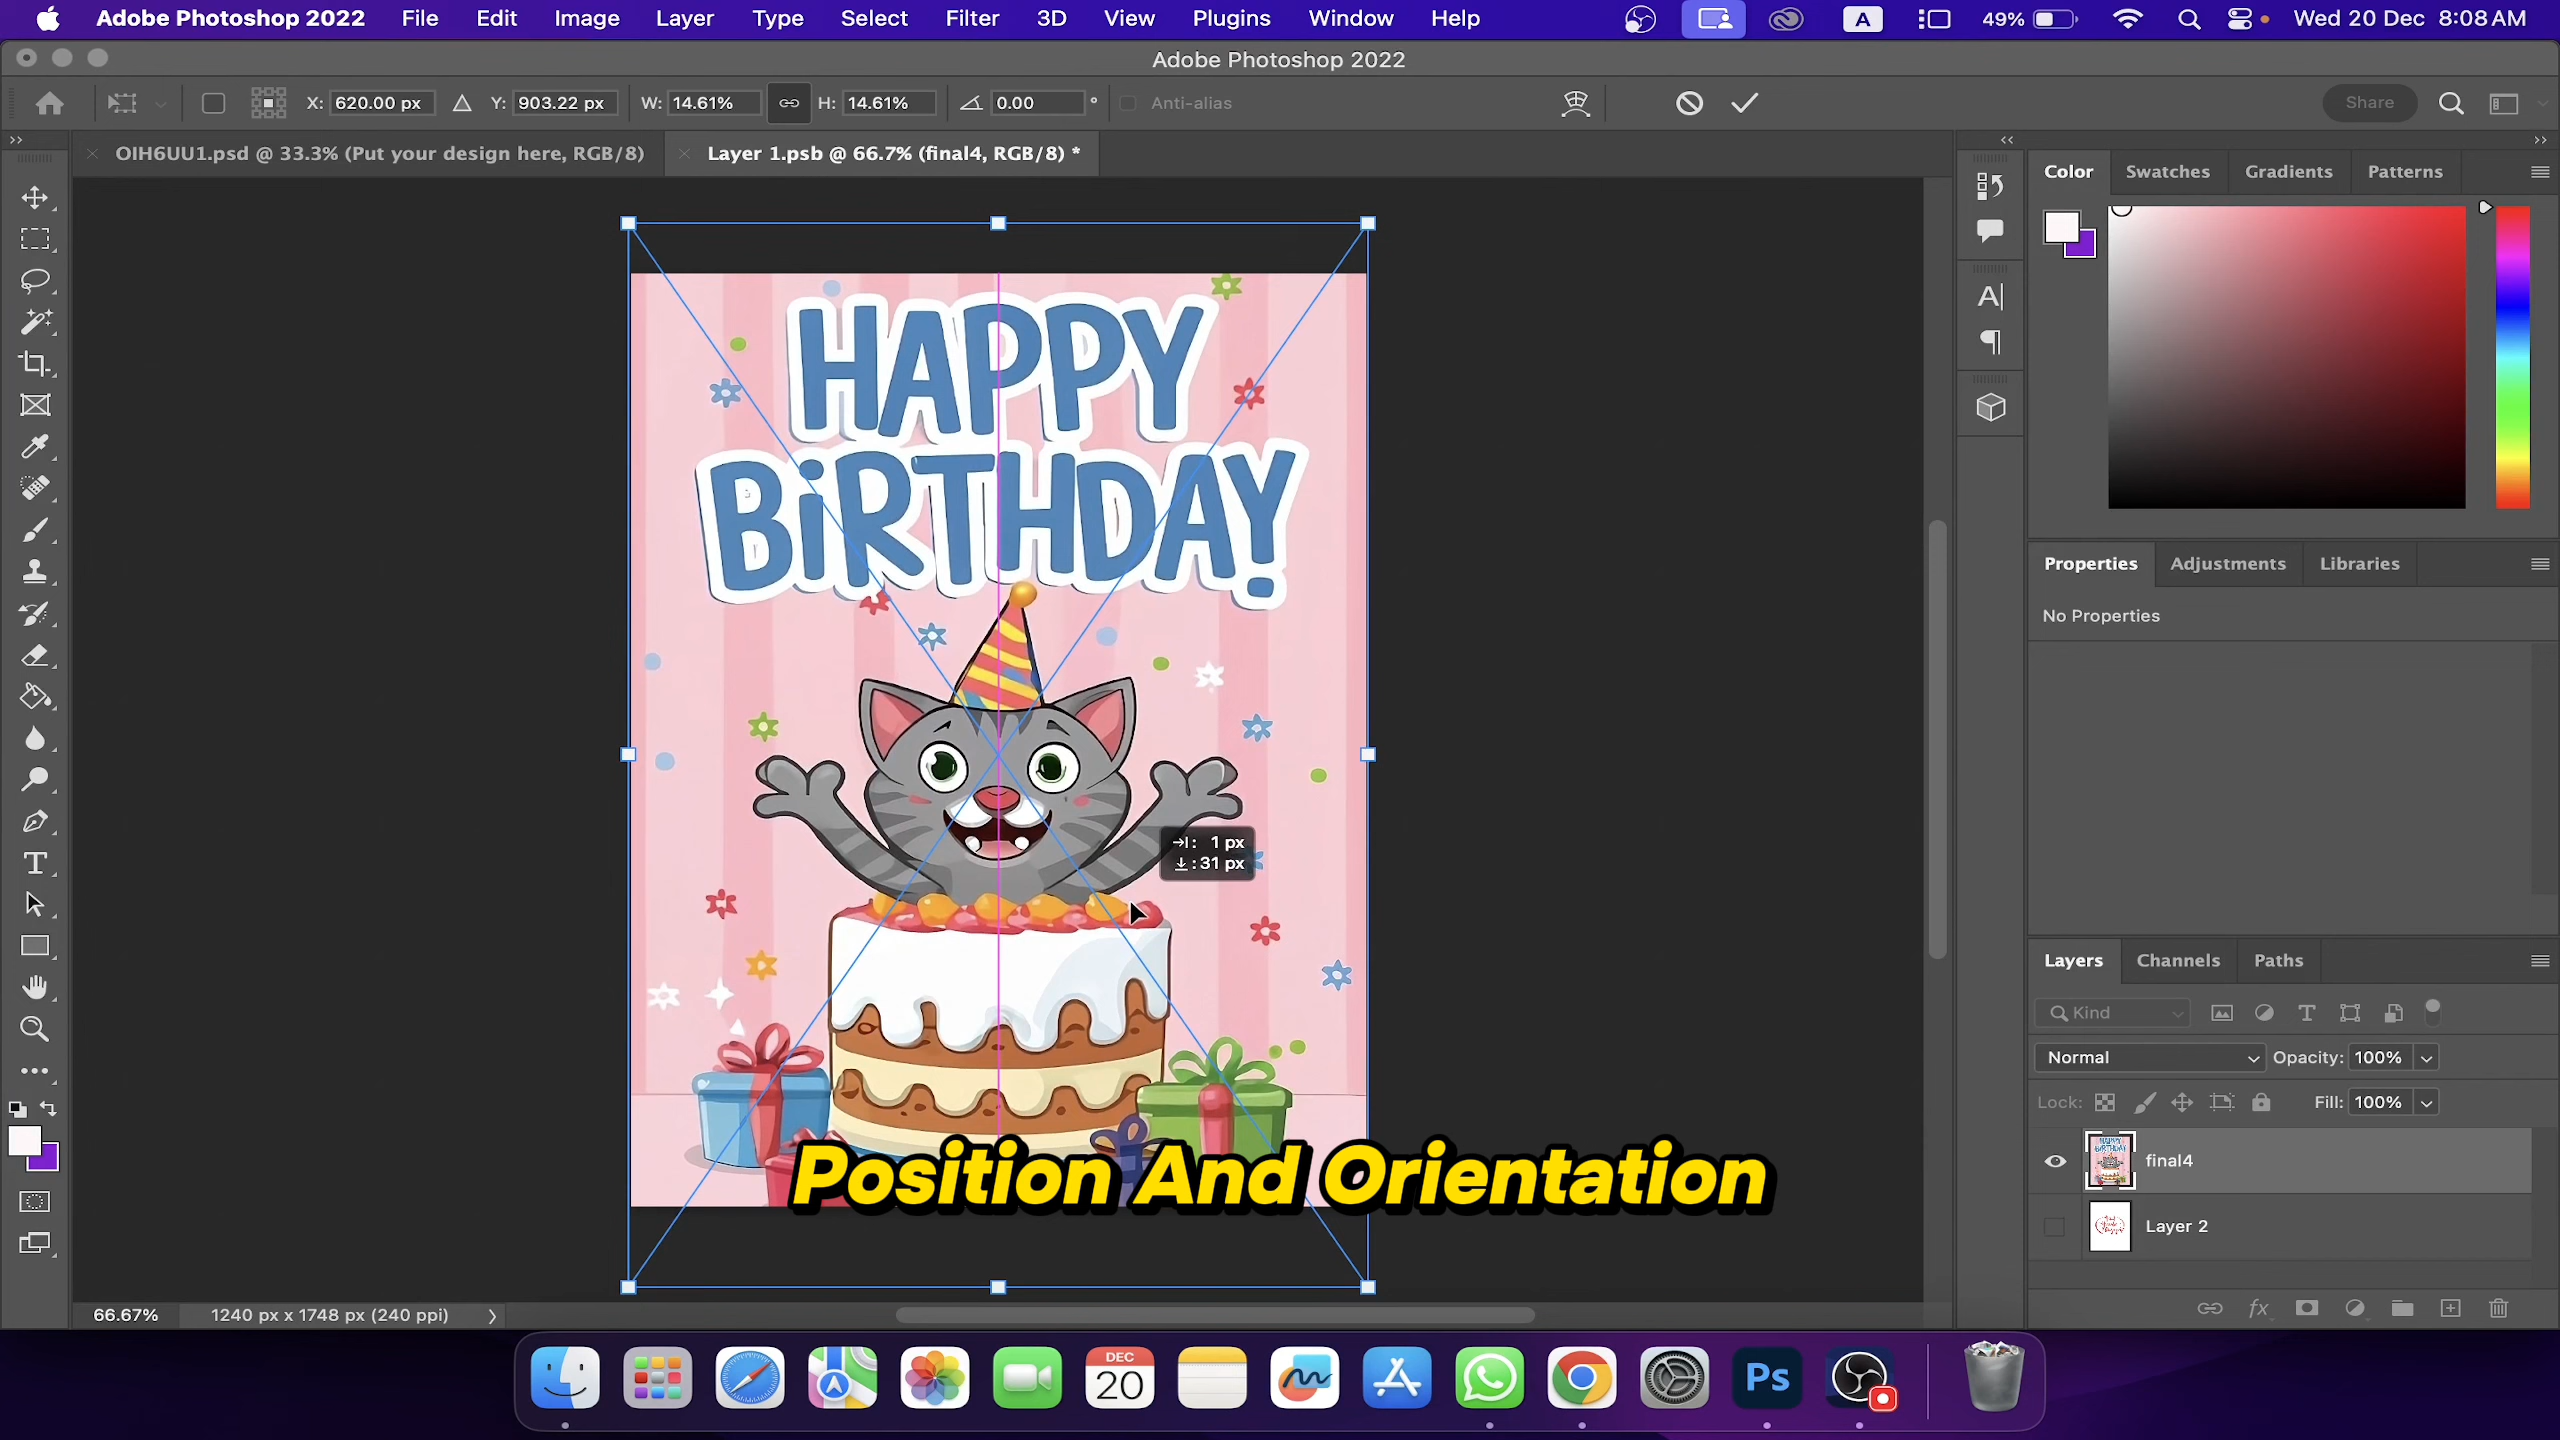 Adobe Photoshop 2022 File Edit Image Layer Type Select Filter 3D View Plugins Window Help A 49% Wed 20 Dec 8:08 AM
Adobe Photoshop 2022
X: 620.00 px Y: 903.22 px W: 14.61% H: 14.61% 0.00 ° Anti-alias Share
OIH6UU1.psd @ 33.3% (Put your design here, RGB/8) Layer 1.psb @ 66.7% (final4, RGB/8) *
Color Swatches Gradients Patterns
HAPPY
BiRTHDAY!
Properties Adjustments Libraries
No Properties
1 px
31 px
Layers Channels Paths
Kind
Normal Opacity: 100%
Lock: Fill: 100%
final4
Position And Orientation
Layer 2
66.67% 1240 px x 1748 px (240 ppi)
DEC
20
Ps